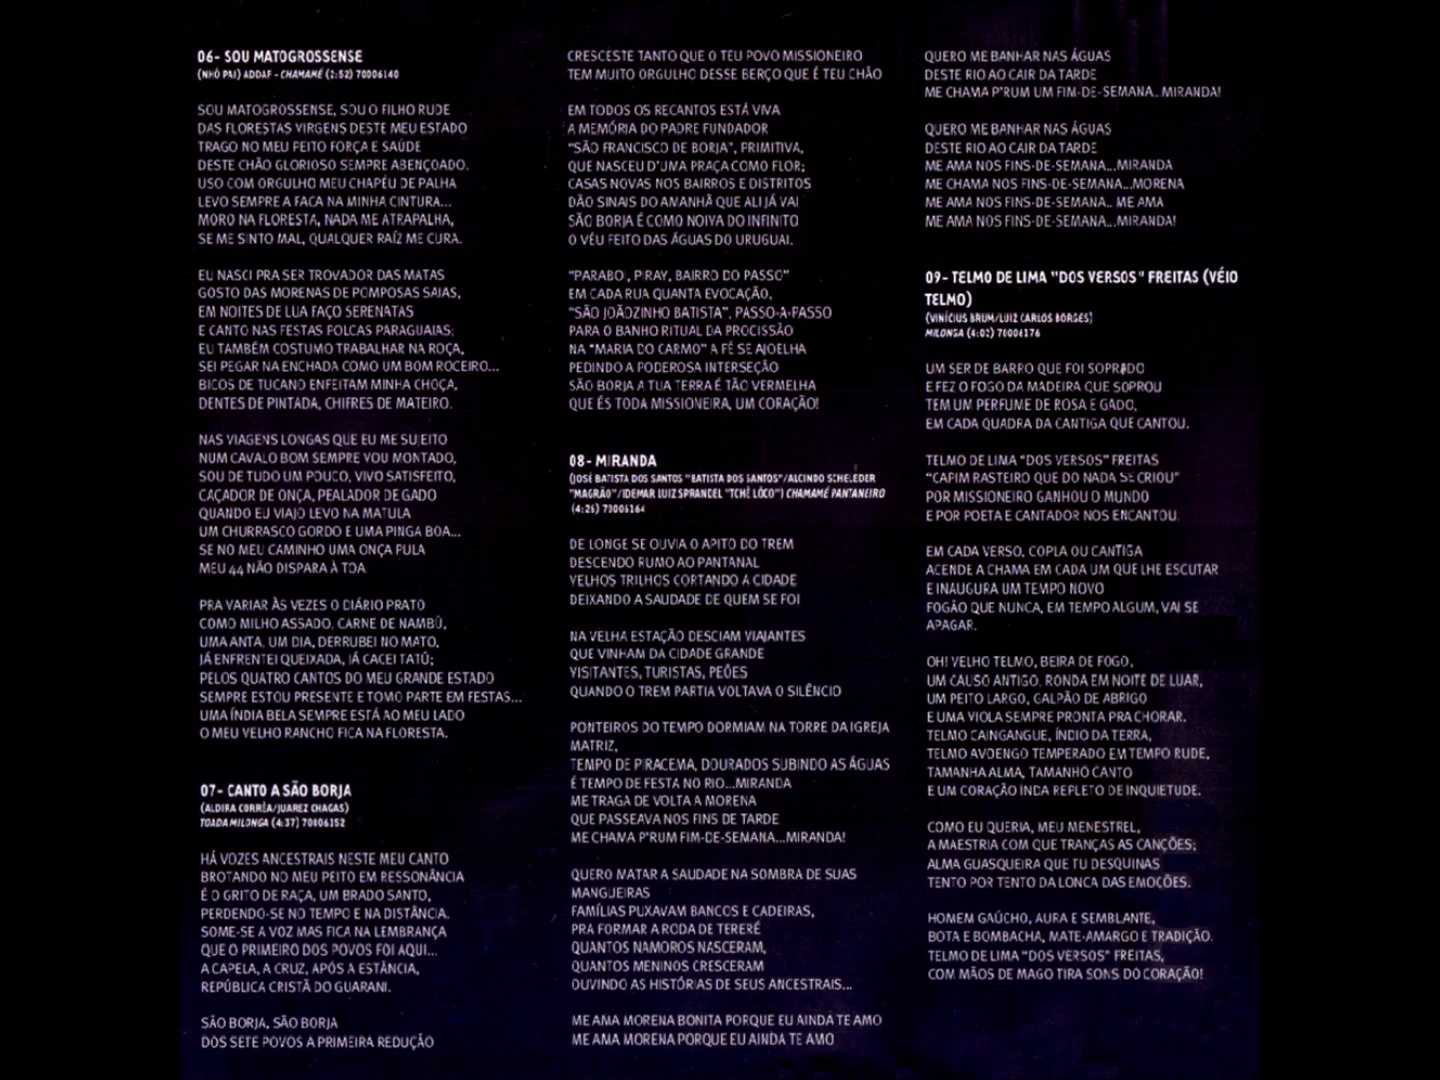 06- SOU MATOGROSSENSE
(NHÔ PAI) ADDAF - CHAMAMÉ (2:52) 70006140
SOU MATOGROSSENSE, SOU O FILHO RUDE
DAS FLORESTAS VIRGENS DESTE MEU ESTADO
TRAGO NO MEU PEITO FORÇA E SAÚDE
DESTE CHÃO GLORIOSO SEMPRE ABENÇOADO.
USO COM ORGULHO MEU CHAPÉU DE PALHA
LEVO SEMPRE A FACA NA MINHA CINTURA...
MORO NA FLORESTA, NADA ME ATRAPALHA,
SE ME SINTO MAL, QUALQUER RAÍZ ME CURA.
EU NASCI PRA SER TROVADOR DAS MATAS
GOSTO DAS MORENAS DE POMPOSAS SAIAS,
EM NOITES DE LUA FAÇO SERENATAS
E CANTO NAS FESTAS FOLCAS PARAGUAIAS;
EU TAMBÉM COSTUMO TRABALHAR NA ROÇA,
SEI PEGAR NA ENCHADA COMO UM BOM ROCEIRO...
BICOS DE TUCANO ENFEITAM MINHA CHOÇA,
DENTES DE PINTADA, CHIFRES DE MATEIRO.
NAS VIAGENS LONGAS QUE EU ME SUJEITO
NUM CAVALO BOM SEMPRE VOU MONTADO,
SOU DE TUDO UM POUCO, VIVO SATISFEITO,
CAÇADOR DE ONÇA, PEALADOR DE GADO
QUANDO EU VIAJO LEVO NA MATULA
UM CHURRASCO GORDO E UMA PINGA BOA...
SE NO MEU CAMINHO UMA ONÇA PULA
MEU 44 NÃO DISPARA À TOA
PRA VARIAR ÀS VEZES O DIÁRIO PRATO
COMO MILHO ASSADO, CARNE DE NAMBÚ,
UMA ANTA, UM DIA, DERRUBEI NO MATO,
JÁ ENFRENTEI QUEIXADA, JÁ CACEI TATÚ;
PELOS QUATRO CANTOS DO MEU GRANDE ESTADO
SEMPRE ESTOU PRESENTE E TOMO PARTE EM FESTAS...
UMA ÍNDIA BELA SEMPRE ESTÁ AO MEU LADO
O MEU VELHO RANCHO FICA NA FLORESTA.
07- CANTO A SÃO BORJA
(ALDIRA CORRÊA/JUAREZ CHAGAS)
TOADA MILONGA (4:37) 70006152
HÁ VOZES ANCESTRAIS NESTE MEU CANTO
BROTANDO NO MEU PEITO EM RESSONÂNCIA
É O GRITO DE RAÇA, UM BRADO SANTO,
PERDENDO-SE NO TEMPO E NA DISTÂNCIA.
SOME-SE A VOZ MAS FICA NA LEMBRANÇA
QUE O PRIMEIRO DOS POVOS FOI AQUI...
A CAPELA, A CRUZ, APÓS A ESTÂNCIA,
REPÚBLICA CRISTÃ DO GUARANI.
SÃO BORJA, SÃO BORJA
DOS SETE POVOS A PRIMEIRA REDUÇÃO
CRESCESTE TANTO QUE O TEU POVO MISSIONEIRO
TEM MUITO ORGULHO DESSE BERÇO QUE É TEU CHÃO
EM TODOS OS RECANTOS ESTÁ VIVA
A MEMÓRIA DO PADRE FUNDADOR
"SÃO FRANCISCO DE BORJA", PRIMITIVA,
QUE NASCEU D'UMA PRAÇA COMO FLOR;
CASAS NOVAS NOS BAIRROS E DISTRITOS
DÃO SINAIS DO AMANHÃ QUE ALI JÁ VAI
SÃO BORJA É COMO NOIVA DO INFINITO
O VÉU FEITO DAS ÁGUAS DO URUGUAI.
"PARABO, PIRAY, BAIRRO DO PASSO"
EM CADA RUA QUANTA EVOCAÇÃO,
"SÃO JOÃOZINHO BATISTA", PASSO-A-PASSO
PARA O BANHO RITUAL DA PROCISSÃO
NA "MARIA DO CARMO" A FÉ SE AJOELHA
PEDINDO A PODEROSA INTERSEÇÃO
SÃO BORJA A TUA TERRA É TÃO VERMELHA
QUE ÉS TODA MISSIONEIRA, UM CORAÇÃO!
08- MIRANDA
(JOSÉ BATISTA DOS SANTOS "BATISTA DOS SANTOS"/ALCINDO SCHELEDER
"MAGRÃO"/IDEMAR LUIZ SPRANDEL "TCHÊ LÔCO") CHAMAMÉ PANTANEIRO
(4:26) 70006164
DE LONGE SE OUVIA O APITO DO TREM
DESCENDO RUMO AO PANTANAL
VELHOS TRILHOS CORTANDO A CIDADE
DEIXANDO A SAUDADE DE QUEM SE FOI
NA VELHA ESTAÇÃO DESCIAM VIAJANTES
QUE VINHAM DA CIDADE GRANDE
VISITANTES, TURISTAS, PEÕES
QUANDO O TREM PARTIA VOLTAVA O SILÊNCIO
PONTEIROS DO TEMPO DORMIAM NA TORRE DA IGREJA
MATRIZ,
TEMPO DE PIRACEMA, DOURADOS SUBINDO AS ÁGUAS
É TEMPO DE FESTA NO RIO...MIRANDA
ME TRAGA DE VOLTA A MORENA
QUE PASSEAVA NOS FINS DE TARDE
ME CHAMA P'RUM FIM-DE-SEMANA...MIRANDA!
QUERO MATAR A SAUDADE NA SOMBRA DE SUAS
MANGUEIRAS
FAMÍLIAS PUXAVAM BANCOS E CADEIRAS,
PRA FORMAR A RODA DE TERERÉ
QUANTOS NAMOROS NASCERAM,
QUANTOS MENINOS CRESCERAM
OUVINDO AS HISTÓRIAS DE SEUS ANCESTRAIS...
ME AMA MORENA BONITA PORQUE EU AINDA TE AMO
ME AMA MORENA PORQUE EU AINDA TE AMO
QUERO ME BANHAR NAS ÁGUAS
DESTE RIO AO CAIR DA TARDE
ME CHAMA P'RUM UM FIM-DE-SEMANA...MIRANDA!
QUERO ME BANHAR NAS ÁGUAS
DESTE RIO AO CAIR DA TARDE
ME AMA NOS FINS-DE-SEMANA...MIRANDA
ME CHAMA NOS FINS-DE-SEMANA...MORENA
ME AMA NOS FINS-DE-SEMANA... ME AMA
ME AMA NOS FINS-DE-SEMANA...MIRANDA!
09- TELMO DE LIMA "DOS VERSOS" FREITAS (VÉIO
TELMO)
(VINÍCIUS BRUM/LUIZ CARLOS BORGES)
MILONGA (4:02) 70006176
UM SER DE BARRO QUE FOI SOPRADO
E FEZ O FOGO DA MADEIRA QUE SOPROU
TEM UM PERFUME DE ROSA E GADO,
EM CADA QUADRA DA CANTIGA QUE CANTOU.
TELMO DE LIMA "DOS VERSOS" FREITAS
"CAPIM RASTEIRO QUE DO NADA SE CRIOU"
POR MISSIONEIRO GANHOU O MUNDO
E POR POETA E CANTADOR NOS ENCANTOU.
EM CADA VERSO, COPLA OU CANTIGA
ACENDE A CHAMA EM CADA UM QUE LHE ESCUTAR
E INAUGURA UM TEMPO NOVO
FOGÃO QUE NUNCA, EM TEMPO ALGUM, VAI SE
APAGAR.
OH! VELHO TELMO, BEIRA DE FOGO,
UM CAUSO ANTIGO, RONDA EM NOITE DE LUAR,
UM PEITO LARGO, GALPÃO DE ABRIGO
E UMA VIOLA SEMPRE PRONTA PRA CHORAR.
TELMO CAINGANGUE, ÍNDIO DA TERRA,
TELMO AVOENGO TEMPERADO EM TEMPO RUDE,
TAMANHA ALMA, TAMANHO CANTO
E UM CORAÇÃO INDA REPLETO DE INQUIETUDE.
COMO EU QUERIA, MEU MENESTREL,
A MAESTRIA COM QUE TRANÇAS AS CANÇÕES;
ALMA GUASQUEIRA QUE TU DESQUINAS
TENTO POR TENTO DA LONCA DAS EMOÇÕES.
HOMEM GAÚCHO, AURA E SEMBLANTE,
BOTA E BOMBACHA, MATE-AMARGO E TRADIÇÃO.
TELMO DE LIMA "DOS VERSOS" FREITAS,
COM MÃOS DE MAGO TIRA SONS DO CORAÇÃO!